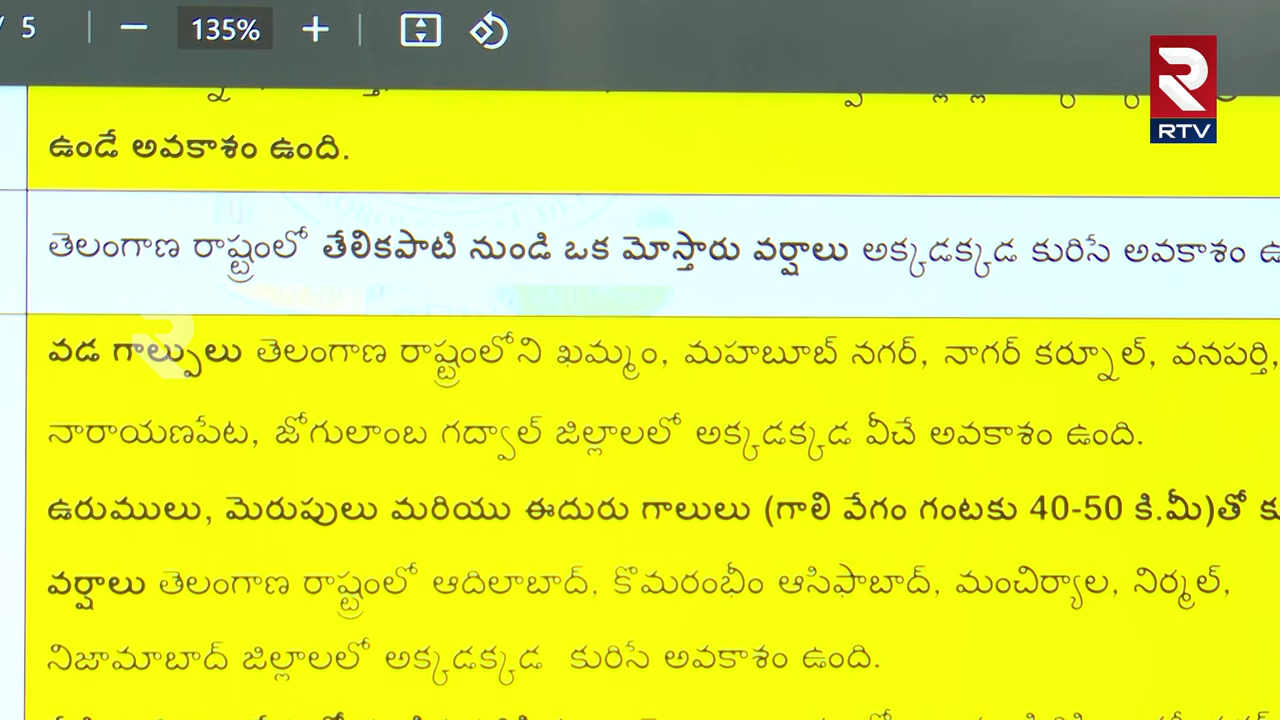 / 5
135%
RTV
ఉండే అవకాశం ఉంది.
తెలంగాణ రాష్ట్రంలో తేలికపాటి నుండి ఒక మోస్తారు వర్షాలు అక్కడక్కడ కురిసే అవకాశం
వడ గాల్పులు తెలంగాణ రాష్ట్రంలోని ఖమ్మం, మహబూబ్ నగర్, నాగర్ కర్నూల్, వనపర్తి,
నారాయణపేట, జోగులాంబ గద్వాల్ జిల్లాలలో అక్కడక్కడ వీచే అవకాశం ఉంది.
ఉరుములు, మెరుపులు మరియు ఈదురు గాలులు (గాలి వేగం గంటకు 40-50 కి.మీ)తో
వర్షాలు తెలంగాణ రాష్ట్రంలో ఆదిలాబాద్, కొమరంభీం ఆసిఫాబాద్, మంచిర్యాల, నిర్మల్,
నిజామాబాద్ జిల్లాలలో అక్కడక్కడ కురిసే అవకాశం ఉంది.